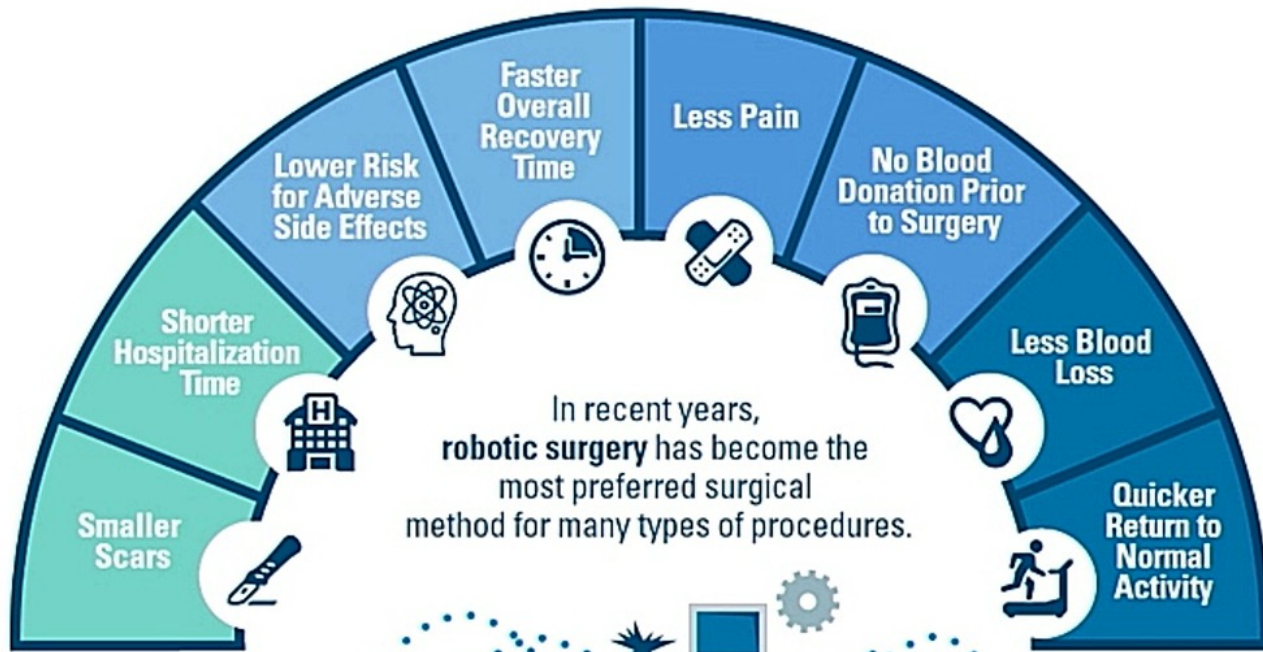 Faster
Overall
Recovery
Time
Less Pain
Lower Risk
for Adverse
Side Effects
No Blood
Donation Prior
to Surgery
Shorter
Hospitalization
Time
H
Less Blood
Loss
In recent years,
robotic surgery has become the
most preferred surgical
method for many types of procedures.
Smaller
Scars
Quicker
Return to
Normal
Activity